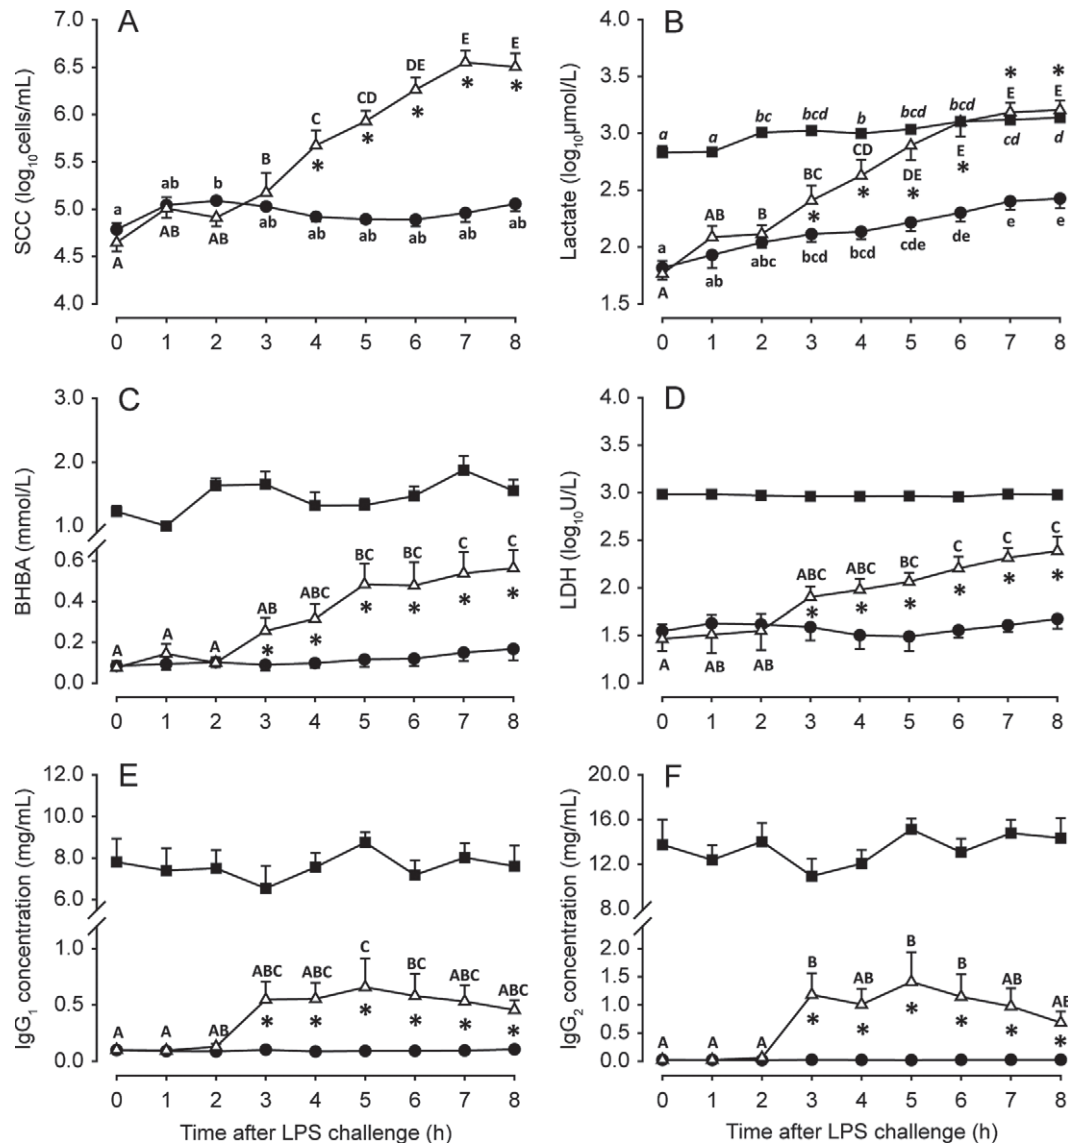 A
7.0
6.5
6.0
5.5
5.0
4.5
4.0
SCC (log10cells/mL)
E E
DE
CD
C
B
* * * * *
a ab b
A AB AB ab ab ab ab ab ab
0 1 2 3 4 5 6 7 8
B
4.0
3.5
3.0
2.5
2.0
1.5
Lactate (log10µmol/L)
* *
a a bc bcd b bcd bcd E E
cd d
AB B BC CD DE E
* * * *
a
A ab abc bcd bcd cde de e e
0 1 2 3 4 5 6 7 8
C
3.0
2.0
1.0
0.6
0.4
0.2
0.0
BHBA (mmol/L)
A A A AB ABC BC BC C C
* * * * * *
0 1 2 3 4 5 6 7 8
D
4.0
3.5
3.0
2.5
2.0
1.5
1.0
LDH (log10U/L)
ABC ABC BC C C C
* * * * * *
A AB AB
0 1 2 3 4 5 6 7 8
E
12.0
10.0
8.0
6.0
1.0
0.5
0.0
IgG1 concentration (mg/mL)
A A AB ABC ABC C BC ABC ABC
* * * * * *
0 1 2 3 4 5 6 7 8
Time after LPS challenge (h)
F
20.0
16.0
12.0
8.0
2.5
2.0
1.5
1.0
0.5
0.0
IgG2 concentration (mg/mL)
A A A B AB B B AB AB
* * * * * *
0 1 2 3 4 5 6 7 8
Time after LPS challenge (h)